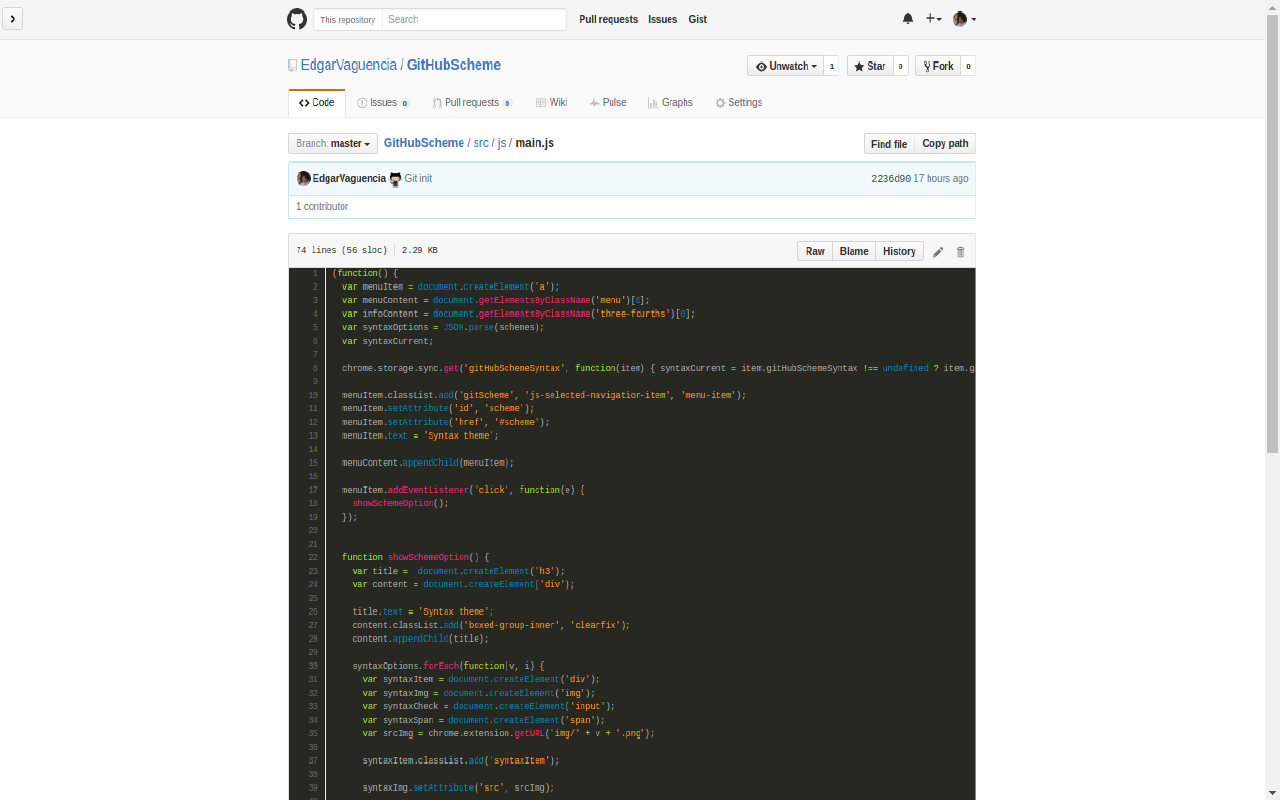 This repository Search Pull requests Issues Gist
EdgarVaguencia / GitHubScheme Unwatch 1 Star 0 Fork 0
Code Issues 0 Pull requests 0 Wiki Pulse Graphs Settings
Branch: master GitHubScheme / src / js / main.js Find file Copy path
EdgarVaguencia Git init 2236d90 17 hours ago
1 contributor
74 lines (56 sloc) 2.29 KB Raw Blame History
1 (function() {
2 var menuItem = document.createElement('a');
3 var menuContent = document.getElementsByClassName('menu')[0];
4 var infoContent = document.getElementsByClassName('three-fourths')[0];
5 var syntaxOptions = JSON.parse(schemes);
6 var syntaxCurrent;
7
8 chrome.storage.sync.get('gitHubSchemeSyntax', function(item) { syntaxCurrent = item.gitHubSchemeSyntax !== undefined ? item.g
9
10 menuItem.classList.add('gitScheme', 'js-selected-navigation-item', 'menu-item');
11 menuItem.setAttribute('id', 'scheme');
12 menuItem.setAttribute('href', '#scheme');
13 menuItem.text = 'Syntax theme';
14
15 menuContent.appendChild(menuItem);
16
17 menuItem.addEventListener('click', function(e) {
18 showSchemeOption();
19 });
20
21
22 function showSchemeOption() {
23 var title = document.createElement('h3');
24 var content = document.createElement('div');
25
26 title.text = 'Syntax theme';
27 content.classList.add('boxed-group-inner', 'clearfix');
28 content.appendChild(title);
29
30 syntaxOptions.forEach(function(v, i) {
31 var syntaxItem = document.createElement('div');
32 var syntaxImg = document.createElement('img');
33 var syntaxCheck = document.createElement('input');
34 var syntaxSpan = document.createElement('span');
35 var srcImg = chrome.extension.getURL('img/' + v + '.png');
36
37 syntaxItem.classList.add('syntaxItem');
38
39 syntaxImg.setAttribute('src', srcImg);